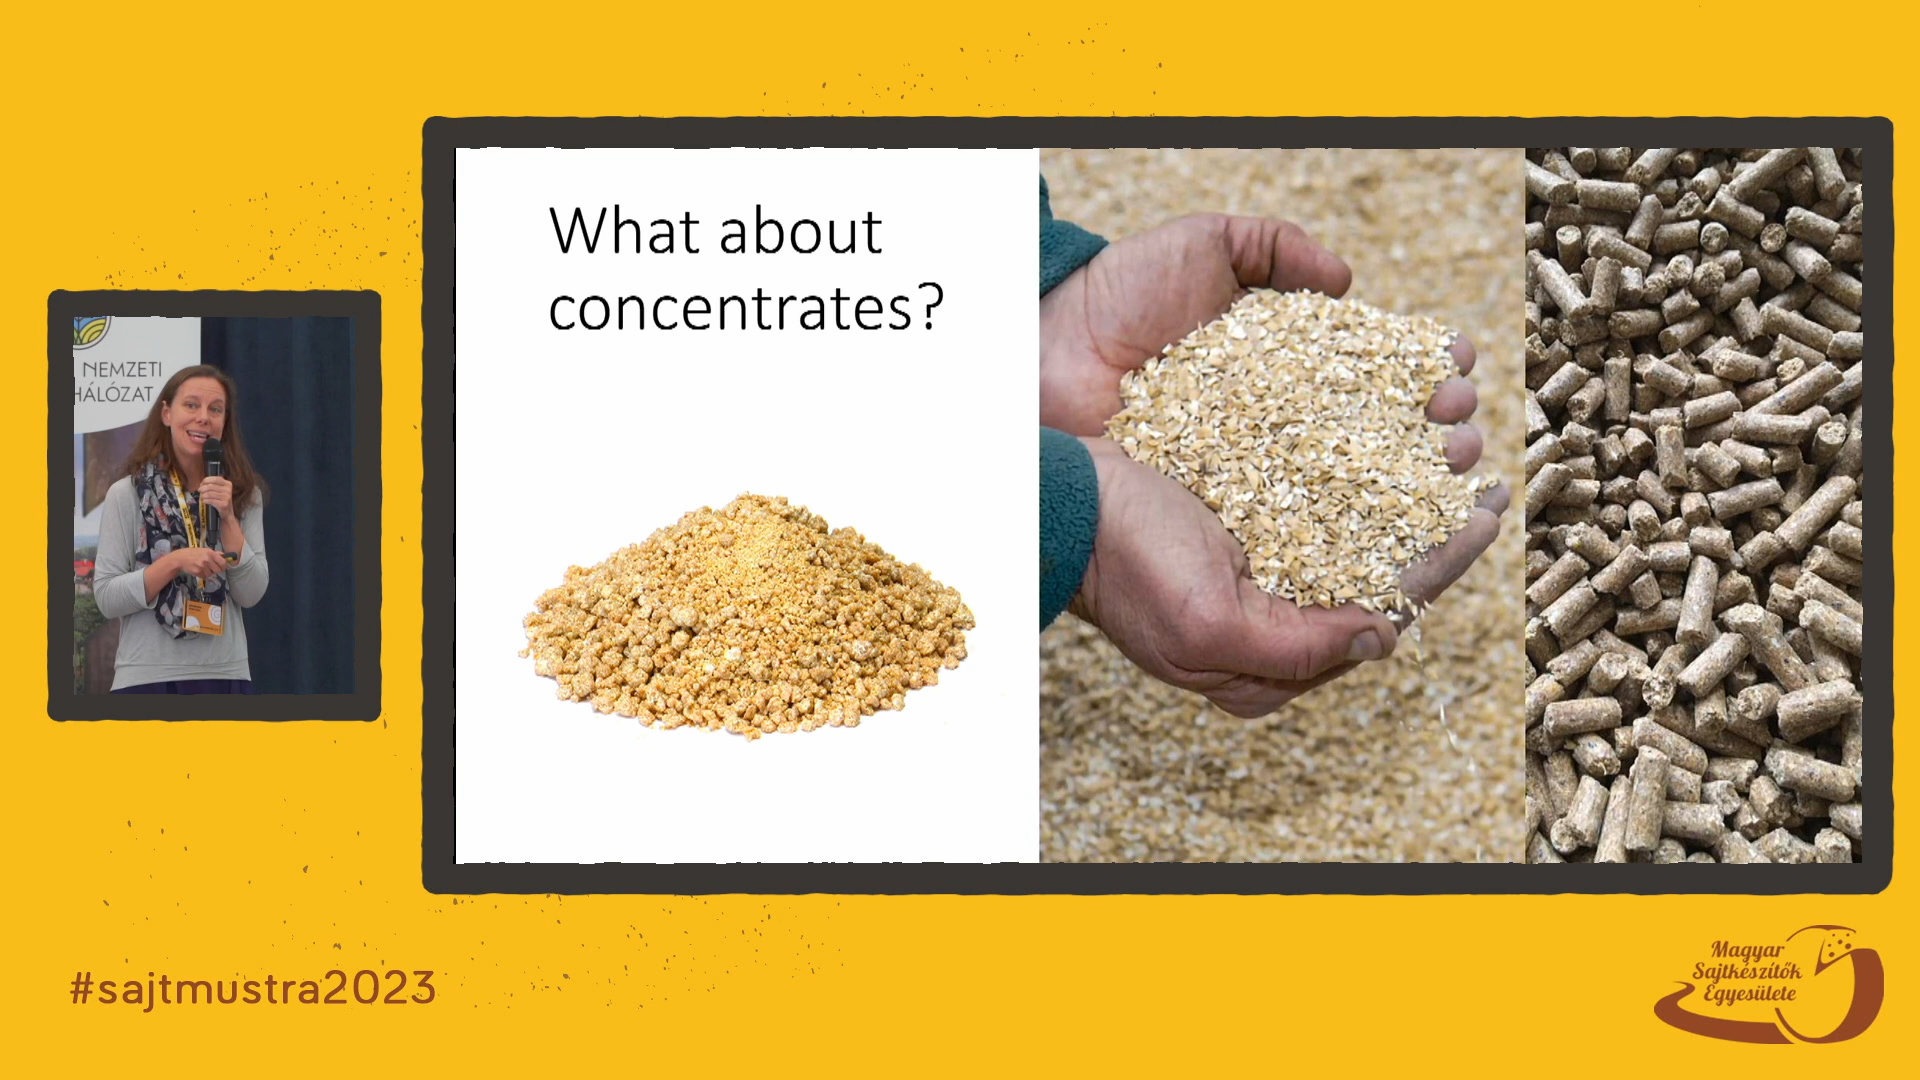 What about
concentrates?
NEMZETI
HÁLÓZAT
#sajtmustra2023
Magyar
Sajtkészítők
Egyesülete